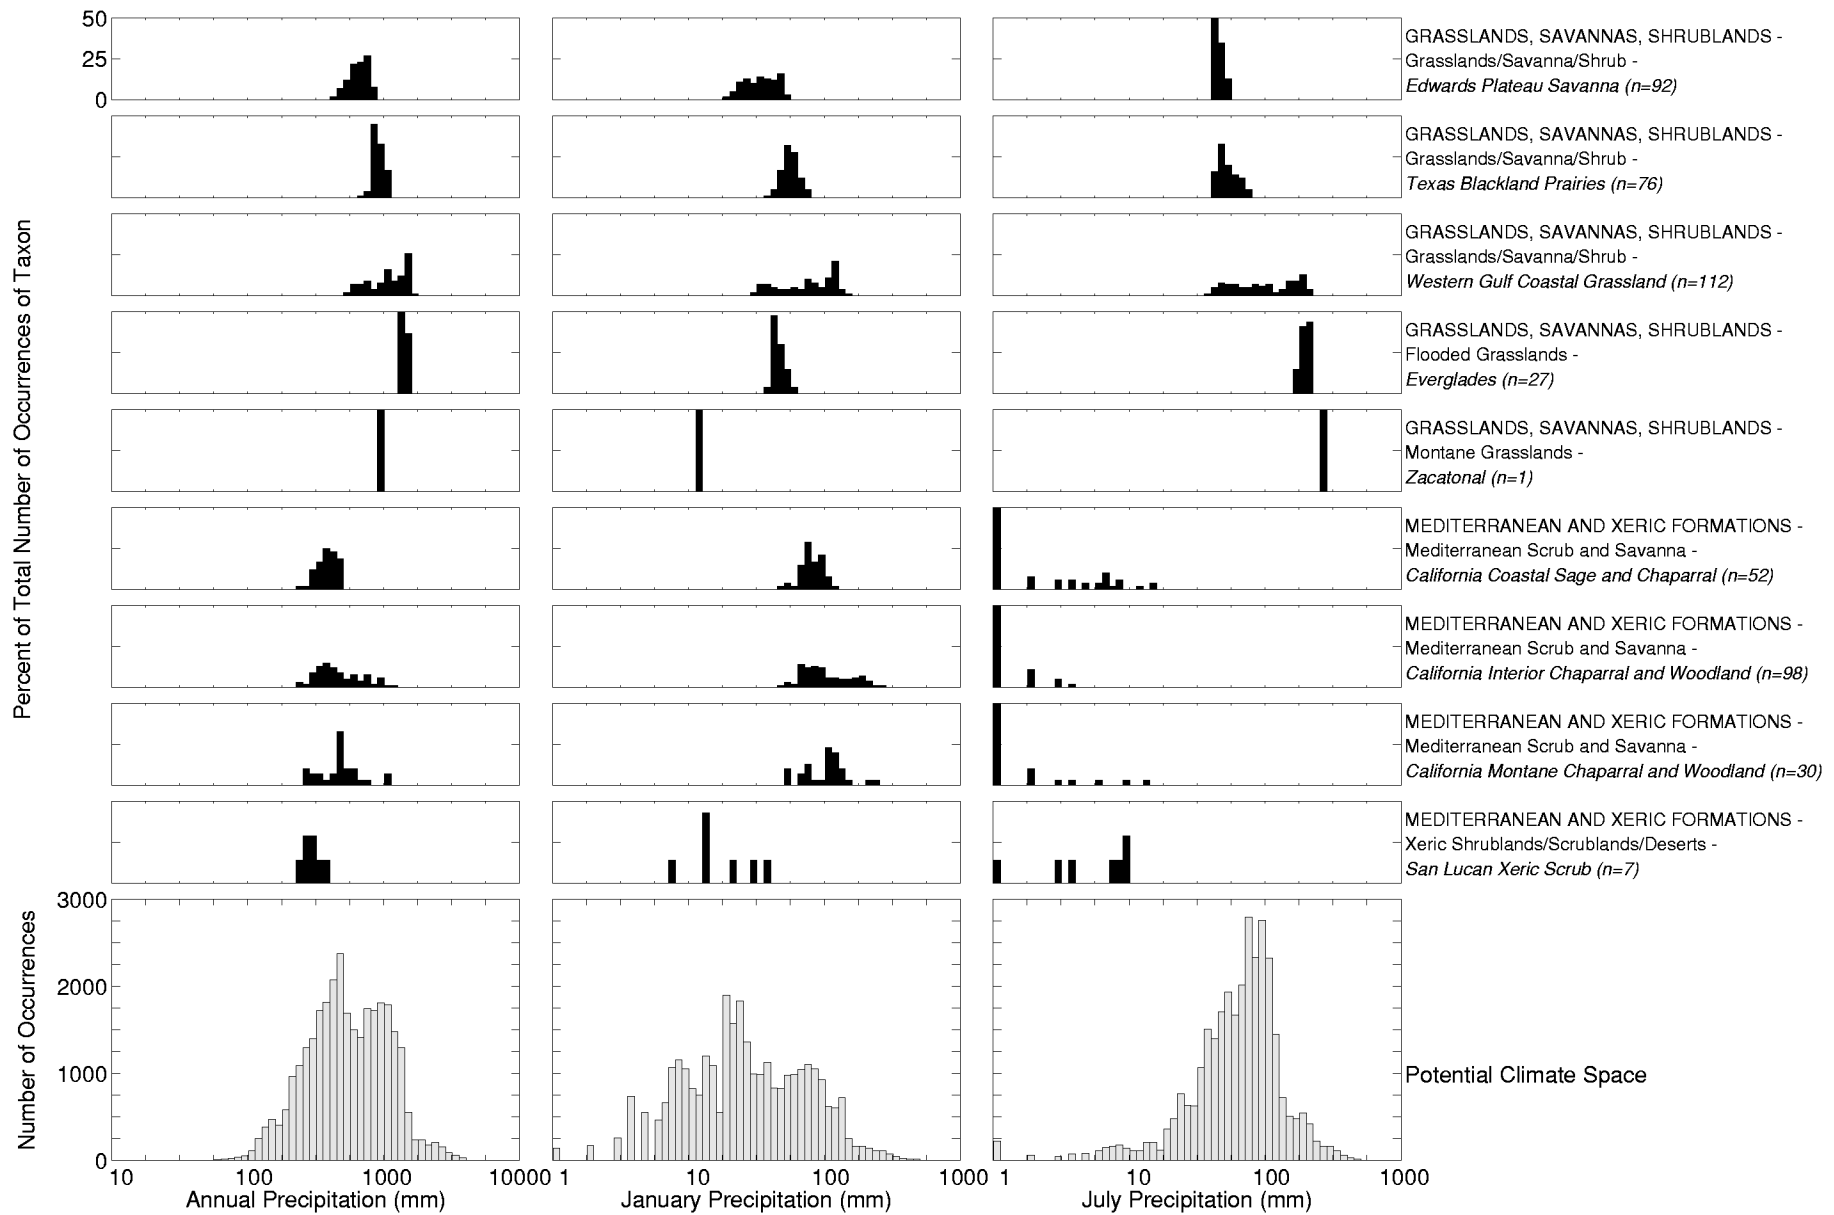 Percent of Total Number of Occurrences of Taxon
50
25
0
GRASSLANDS, SAVANNAS, SHRUBLANDS -
Grasslands/Savanna/Shrub -
Edwards Plateau Savanna (n=92)
GRASSLANDS, SAVANNAS, SHRUBLANDS -
Grasslands/Savanna/Shrub -
Texas Blackland Prairies (n=76)
GRASSLANDS, SAVANNAS, SHRUBLANDS -
Grasslands/Savanna/Shrub -
Western Gulf Coastal Grassland (n=112)
GRASSLANDS, SAVANNAS, SHRUBLANDS -
Flooded Grasslands -
Everglades (n=27)
GRASSLANDS, SAVANNAS, SHRUBLANDS -
Montane Grasslands -
Zacatonal (n=1)
MEDITERRANEAN AND XERIC FORMATIONS -
Mediterranean Scrub and Savanna -
California Coastal Sage and Chaparral (n=52)
MEDITERRANEAN AND XERIC FORMATIONS -
Mediterranean Scrub and Savanna -
California Interior Chaparral and Woodland (n=98)
MEDITERRANEAN AND XERIC FORMATIONS -
Mediterranean Scrub and Savanna -
California Montane Chaparral and Woodland (n=30)
MEDITERRANEAN AND XERIC FORMATIONS -
Xeric Shrublands/Scrublands/Deserts -
San Lucan Xeric Scrub (n=7)
Number of Occurrences
3000
2000
1000
0
Potential Climate Space
10 100 1000 10000 1 10 100 1000 1 10 100 1000
Annual Precipitation (mm) January Precipitation (mm) July Precipitation (mm)